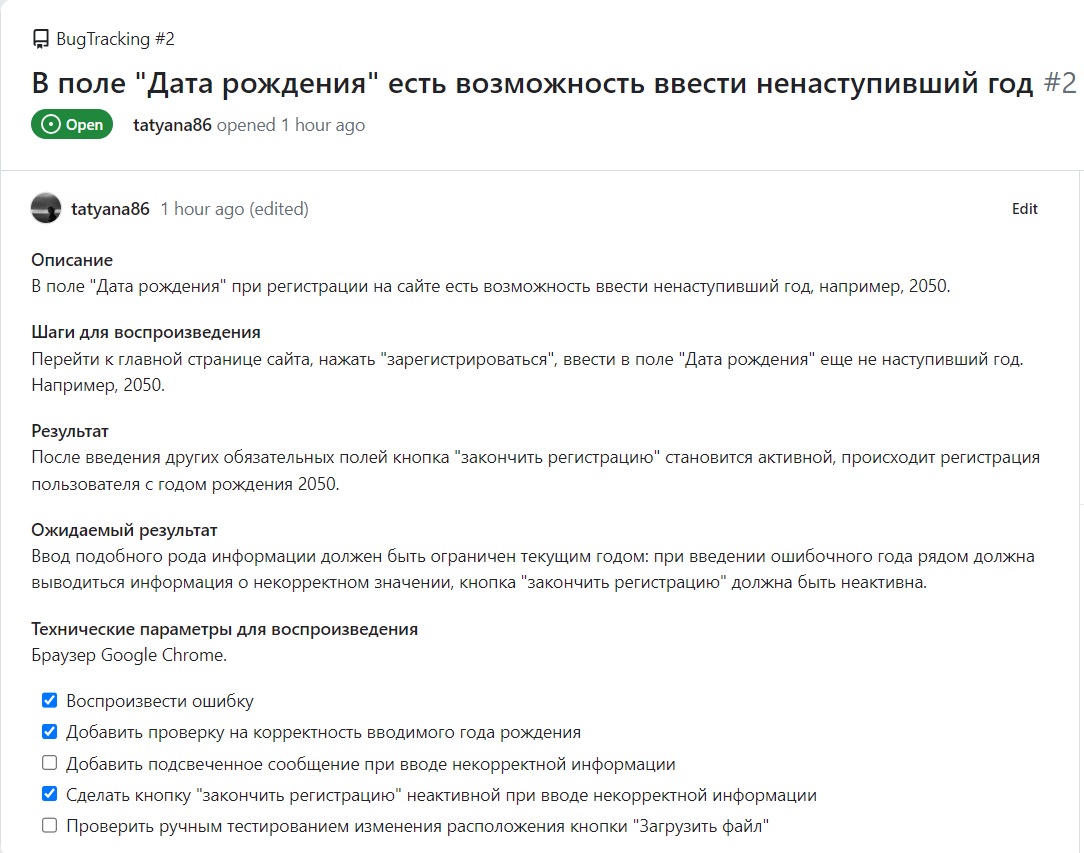 BugTracking #2
В поле "Дата рождения" есть возможность ввести ненаступивший год #2
Open tatyana86 opened 1 hour ago
tatyana86 1 hour ago (edited) Edit
Описание
В поле "Дата рождения" при регистрации на сайте есть возможность ввести ненаступивший год, например, 2050.
Шаги для воспроизведения
Перейти к главной странице сайта, нажать "зарегистрироваться", ввести в поле "Дата рождения" еще не наступивший год.
Например, 2050.
Результат
После введения других обязательных полей кнопка "закончить регистрацию" становится активной, происходит регистрация
пользователя с годом рождения 2050.
Ожидаемый результат
Ввод подобного рода информации должен быть ограничен текущим годом: при введении ошибочного года рядом должна
выводиться информация о некорректном значении, кнопка "закончить регистрацию" должна быть неактивна.
Технические параметры для воспроизведения
Браузер Google Chrome.
Воспроизвести ошибку
Добавить проверку на корректность вводимого года рождения
Добавить подсвеченное сообщение при вводе некорректной информации
Сделать кнопку "закончить регистрацию" неактивной при вводе некорректной информации
Проверить ручным тестированием изменения расположения кнопки "Загрузить файл"